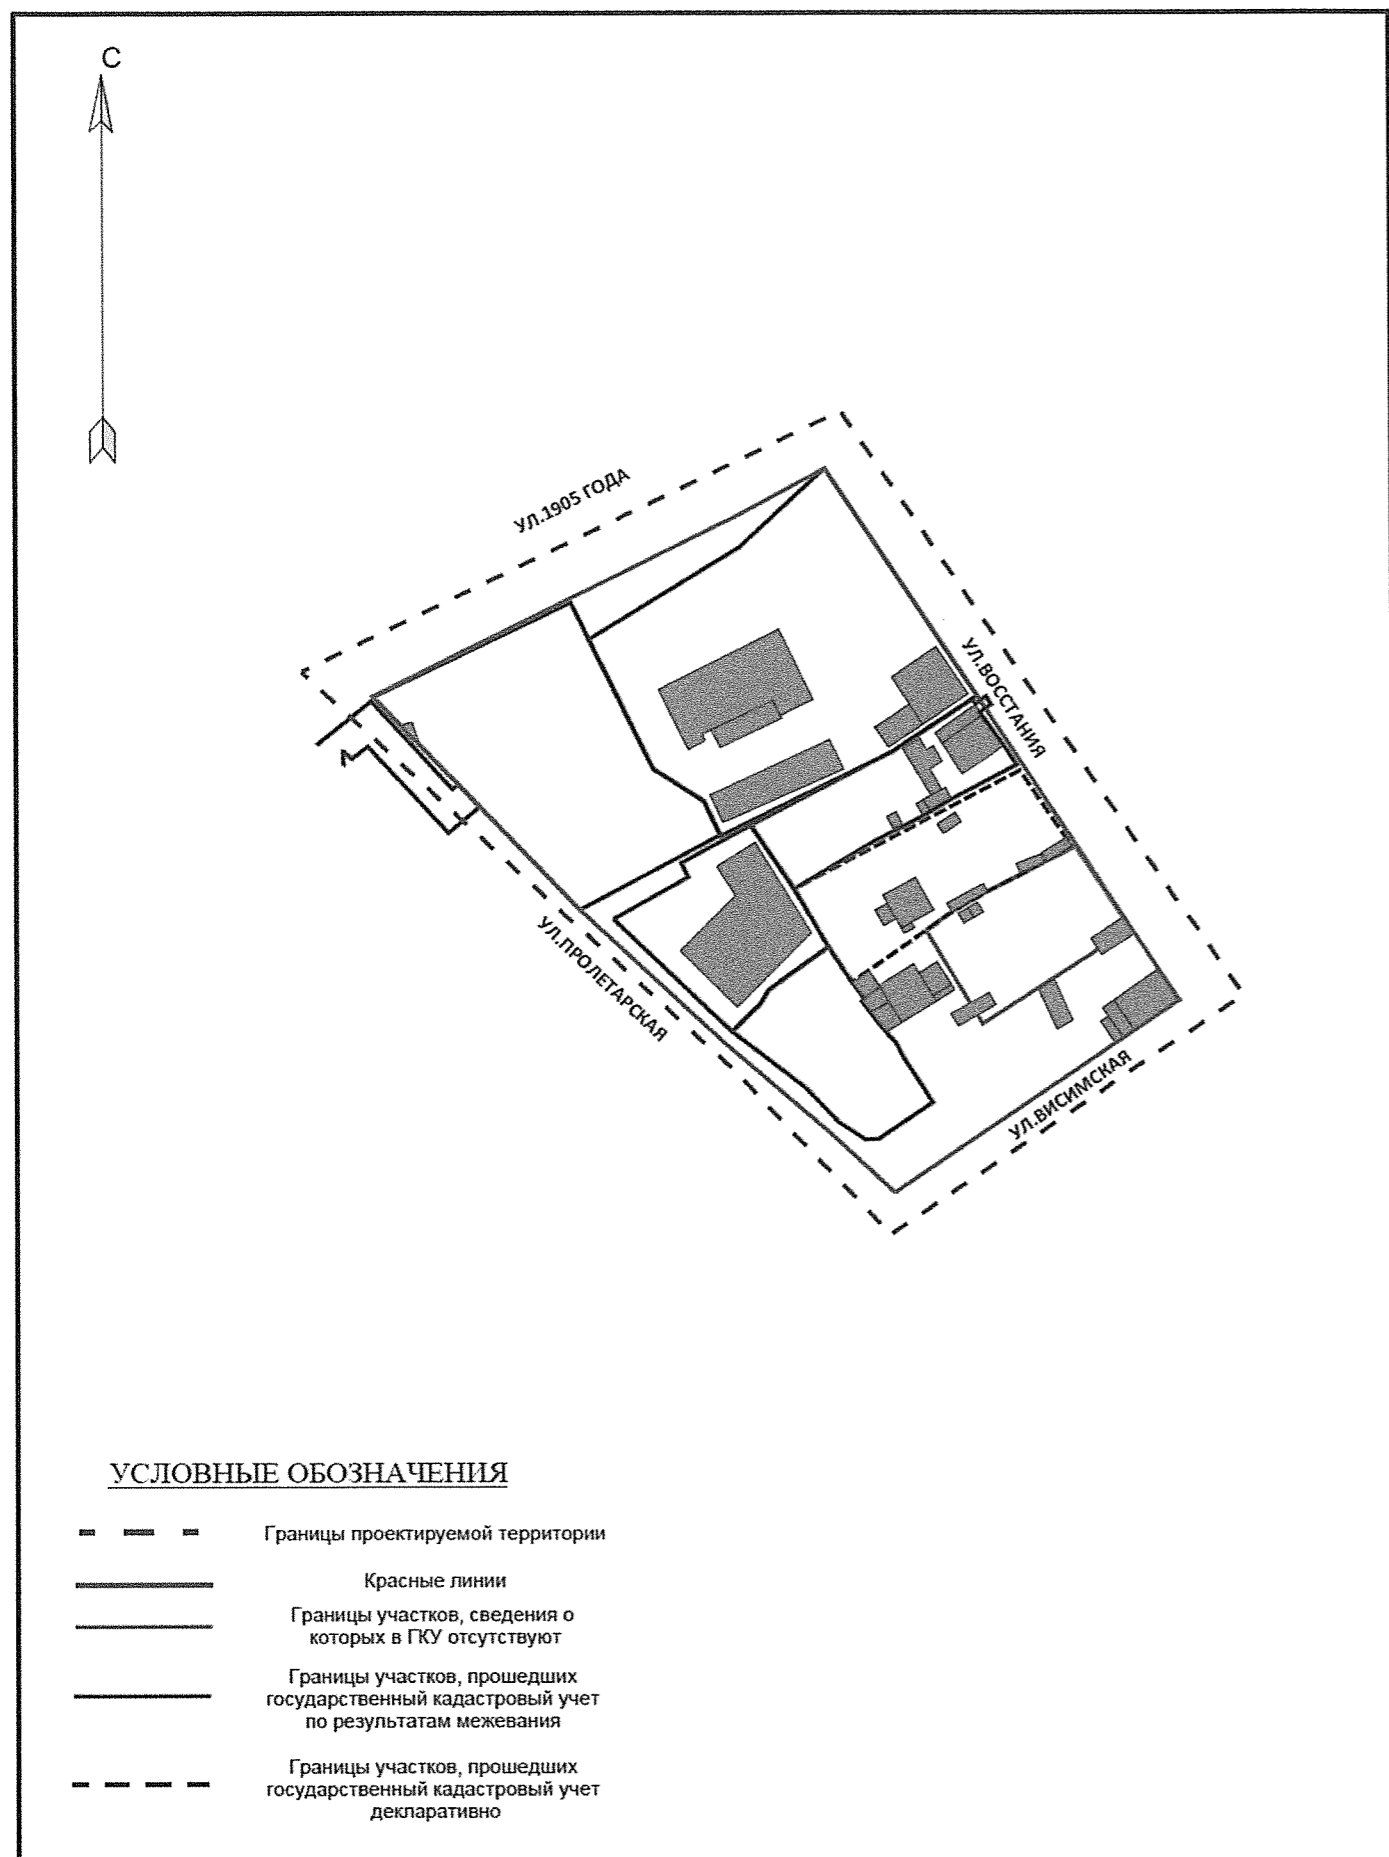 С
УЛ.1905 ГОДА
УЛ.ВОССТАНИЯ
УЛ.ПРОЛЕТАРСКАЯ
УЛ.ВИСИМСКАЯ
УСЛОВНЫЕ ОБОЗНАЧЕНИЯ
Границы проектируемой территории
Красные линии
Границы участков, сведения о
которых в ГКУ отсутствуют
Границы участков, прошедших
государственный кадастровый учет
по результатам межевания
Границы участков, прошедших
государственный кадастровый учет
декларативно